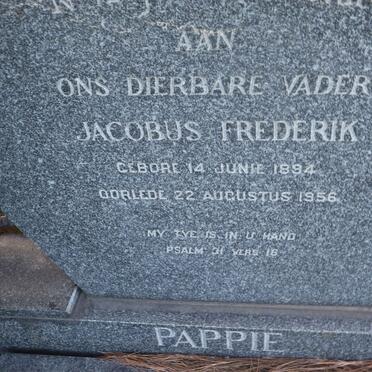 AAN
ONS DIERBARE VADER
JACOBUS FREDERIK
GEBORE 14 JUNIE 1894
OORLEDE 22 AUGUSTUS 1956
MY TYE IS IN U HAND
PSALM 31 VERS 16
PAPPIE